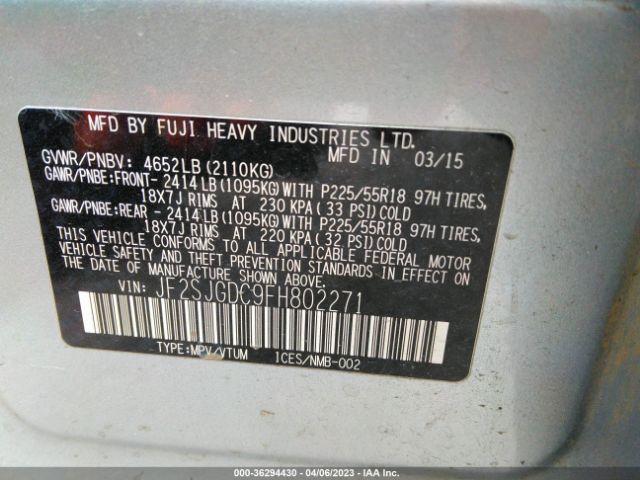 MFD BY FUJI HEAVY INDUSTRIES LTD.
GVWR/PNBV: 4652LB(2110KG) MFD IN 03/15
GAWR/PNBE:FRONT- 2414LB(1095KG)WITH P225/55R18 97H TIRES,
18X7J RIMS AT 230 KPA(33 PSI)COLD
GAWR/PNBE:REAR - 2414LB(1095KG)WITH P225/55R18 97H TIRES,
18X7J RIMS AT 220 KPA(32 PSI)COLD
THIS VEHICLE CONFORMS TO ALL APPLICABLE FEDERAL MOTOR
VEHICLE SAFETY AND THEFT PREVENTION STANDARDS IN EFFECT ON
THE DATE OF MANUFACTURE SHOWN ABOVE.
VIN: JF2SJGDC9FH802271
TYPE:MPV/VTUM ICES/NMB-002
000-36294430 - 04/06/2023 - IAA Inc.